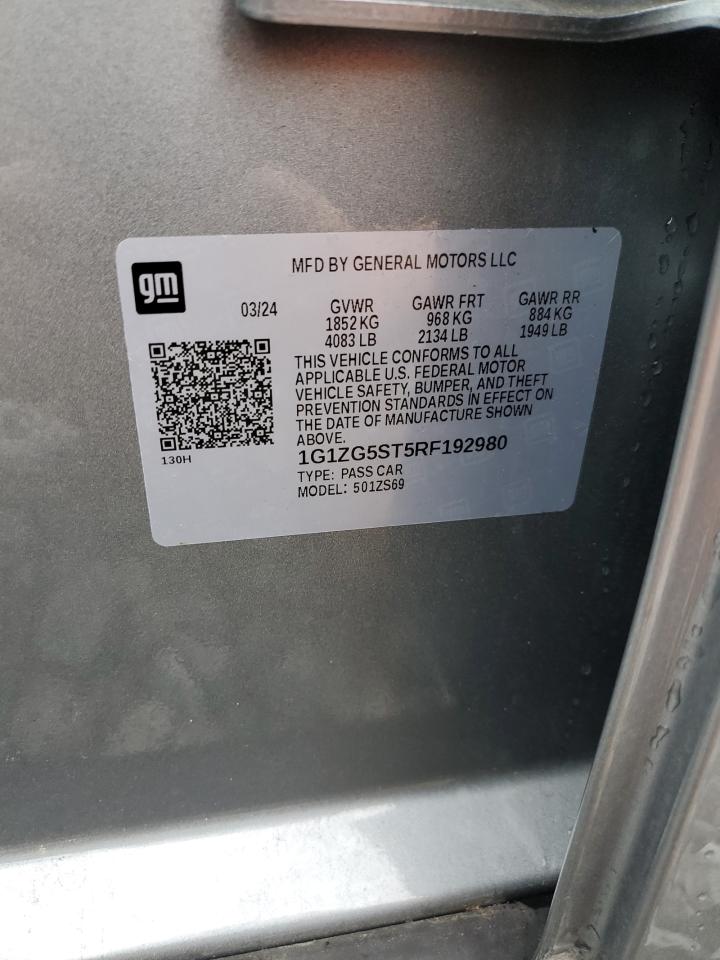 gm
MFD BY GENERAL MOTORS LLC
03/24 GVWR GAWR FRT GAWR RR
1852 KG 968 KG 884 KG
4083 LB 2134 LB 1949 LB
THIS VEHICLE CONFORMS TO ALL
APPLICABLE U.S. FEDERAL MOTOR
VEHICLE SAFETY, BUMPER, AND THEFT
PREVENTION STANDARDS IN EFFECT ON
THE DATE OF MANUFACTURE SHOWN
ABOVE.
130H
1G1ZG5ST5RF192980
TYPE: PASS CAR
MODEL: 501ZS69